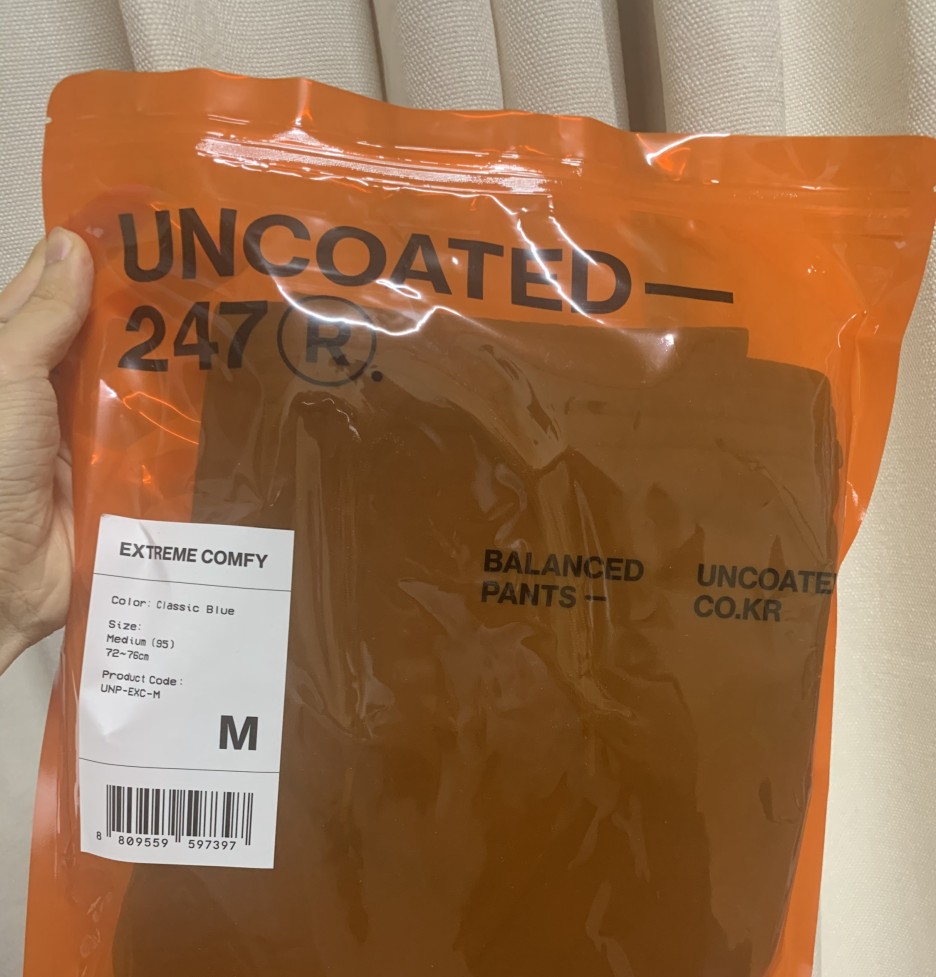 UNCOATED—
247 ®.
EXTREME COMFY
Color: Classic Blue
Size:
Medium (95)
72~76cm
Product Code:
UNP-EXC-M
M
8 809559 597397
BALANCED
PANTS —
UNCOATE
CO.KR